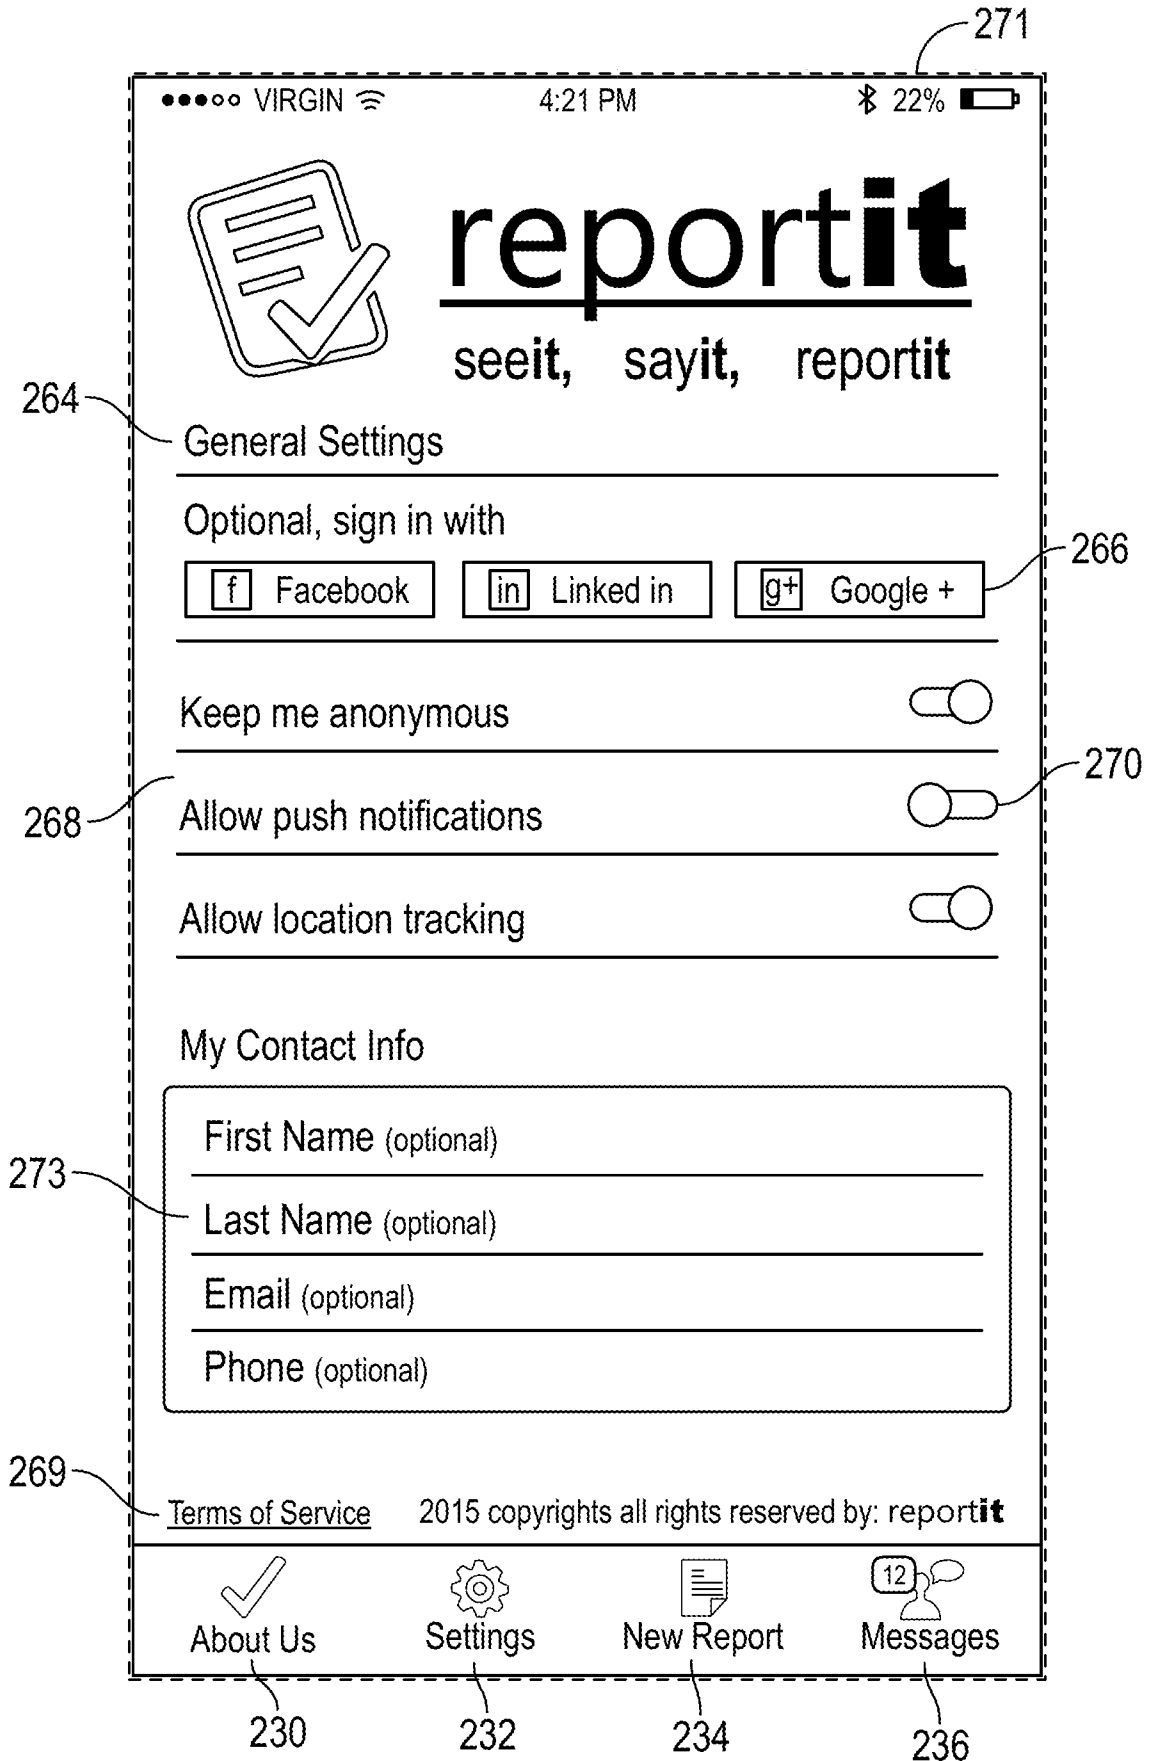 271
VIRGIN 4:21 PM 22%
reportit
seeit, sayit, reportit
264
General Settings
Optional, sign in with
266
f Facebook in Linked in g+ Google +
Keep me anonymous
270
268
Allow push notifications
Allow location tracking
My Contact Info
First Name (optional)
273
Last Name (optional)
Email (optional)
Phone (optional)
269
Terms of Service 2015 copyrights all rights reserved by: reportit
12
About Us Settings New Report Messages
230 232 234 236